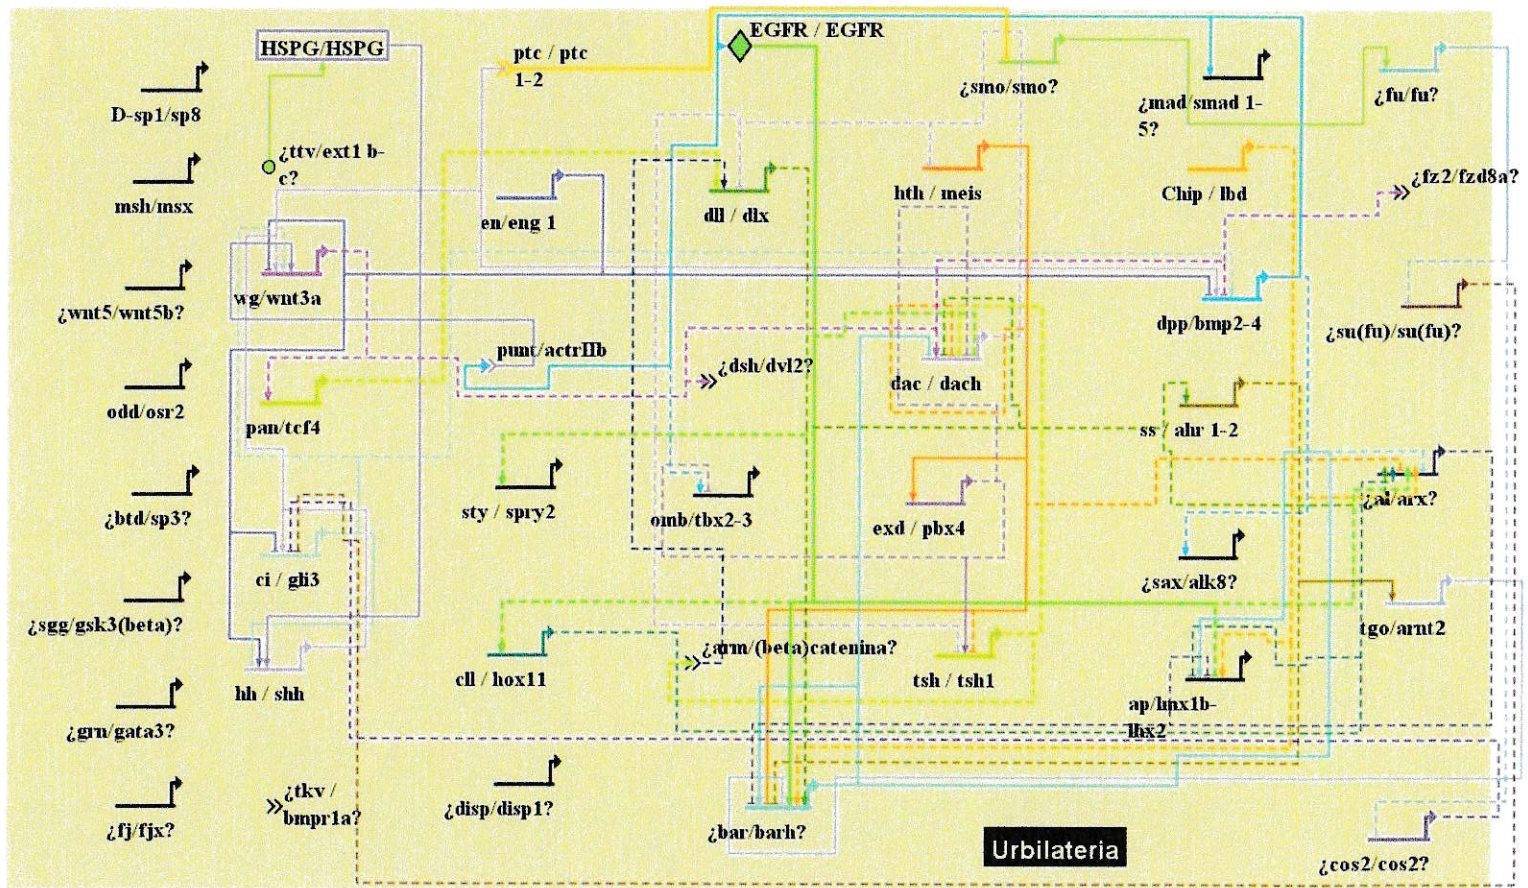 HSPG/HSPG
ptc / ptc
1-2
EGFR / EGFR
¿smo/smo?
¿mad/smad 1-
5?
¿fu/fu?
D-sp1/sp8
¿ttv/ext1 b-
c?
msh/msx
en/eng 1
dll / dlx
hth / meis
Chip / lbd
¿fz2/fzd8a?
wg/wnt3a
¿wnt5/wnt5b?
dpp/bmp2-4
¿su(fu)/su(fu)?
punt/actrIIb
¿dsh/dvl2?
dac / dach
odd/osr2
pan/tcf4
ss / ahr 1-2
¿btd/sp3?
sty / spry2
omb/tbx2-3
exd / pbx4
¿al/arx?
ci / gli3
¿sax/alk8?
¿sgg/gsk3(beta)?
tgo/arnt2
¿arm/(beta)catenina?
hh / shh
cll / hox11
tsh / tsh1
ap/lmx1b-
lhx2
¿grn/gata3?
¿tkv /
bmpr1a?
¿disp/disp1?
¿fj/fjx?
¿bar/barh?
Urbilateria
¿cos2/cos2?